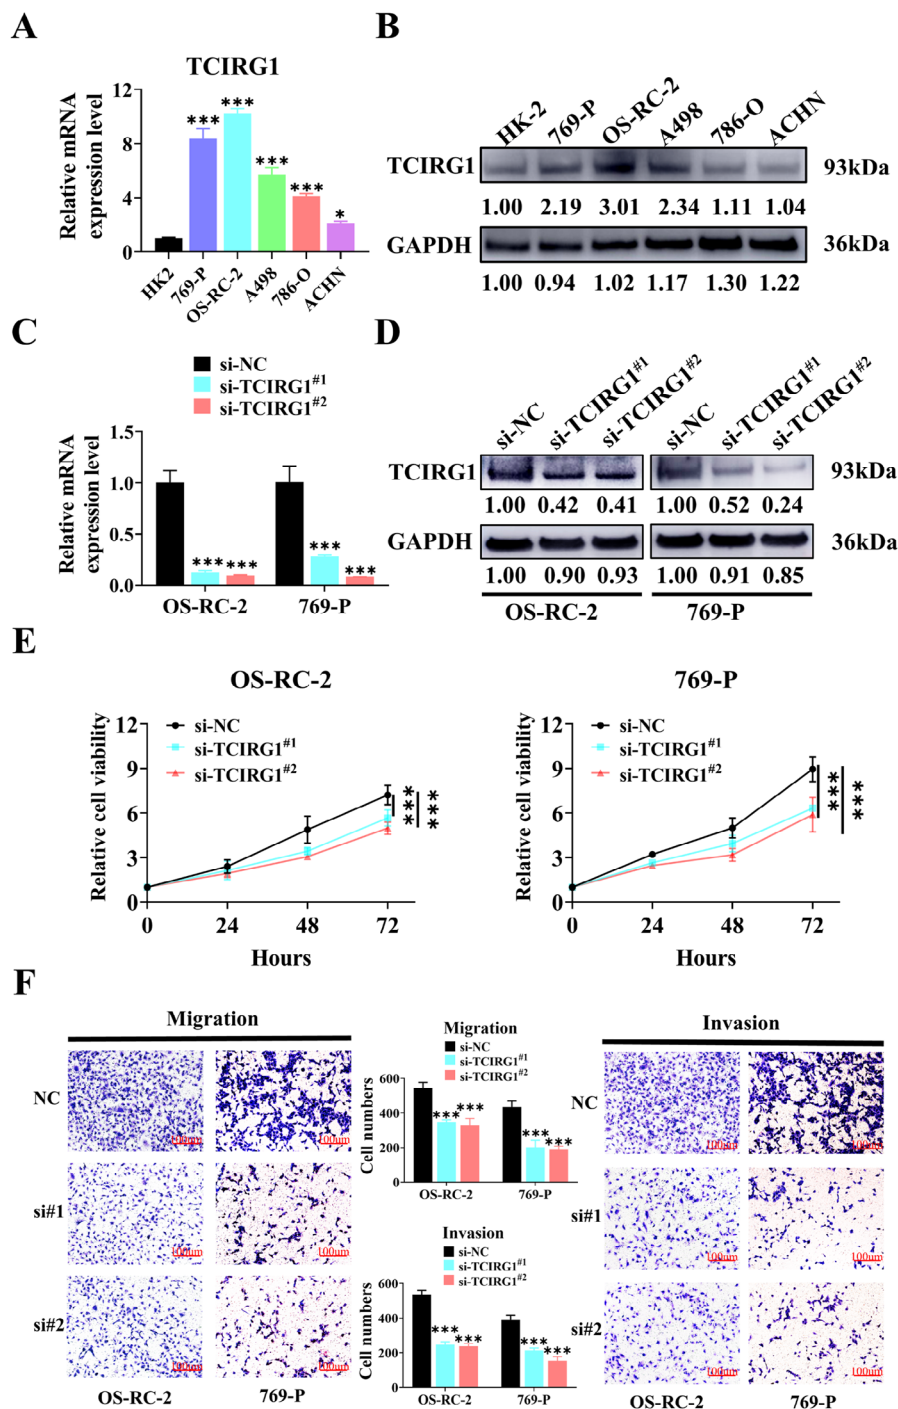 A
TCIRG1
Relative mRNA
expression level
12
8
4
0
***
***
***
***
*
HK2
769-P
OS-RC-2
A498
786-O
ACHN
B
HK-2
769-P
OS-RC-2
A498
786-O
ACHN
TCIRG1
93kDa
1.00 2.19 3.01 2.34 1.11 1.04
GAPDH
36kDa
1.00 0.94 1.02 1.17 1.30 1.22
C
si-NC
si-TCIRG1#1
si-TCIRG1#2
Relative mRNA
expression level
1.5
1.0
0.5
0.0
*** ***
*** ***
OS-RC-2 769-P
D
si-NC
si-TCIRG1#1
si-TCIRG1#2
si-NC
si-TCIRG1#1
si-TCIRG1#2
TCIRG1
93kDa
1.00 0.42 0.41 1.00 0.52 0.24
GAPDH
36kDa
1.00 0.90 0.93 1.00 0.91 0.85
OS-RC-2 769-P
E
OS-RC-2
Relative cell viability
12
9
6
3
0
si-NC
si-TCIRG1#1
si-TCIRG1#2
***
***
0 24 48 72
Hours
769-P
Relative cell viability
12
9
6
3
0
si-NC
si-TCIRG1#1
si-TCIRG1#2
***
***
0 24 48 72
Hours
F
Migration
NC
si#1
si#2
100um
100um
100um
100um
100um
100um
OS-RC-2 769-P
Migration
si-NC
si-TCIRG1#1
si-TCIRG1#2
Cell numbers
600
400
200
0
*** ***
*** ***
OS-RC-2 769-P
Invasion
si-NC
si-TCIRG1#1
si-TCIRG1#2
Cell numbers
600
400
200
0
*** ***
*** ***
OS-RC-2 769-P
Invasion
NC
si#1
si#2
100um
100um
100um
100um
100um
100um
OS-RC-2 769-P